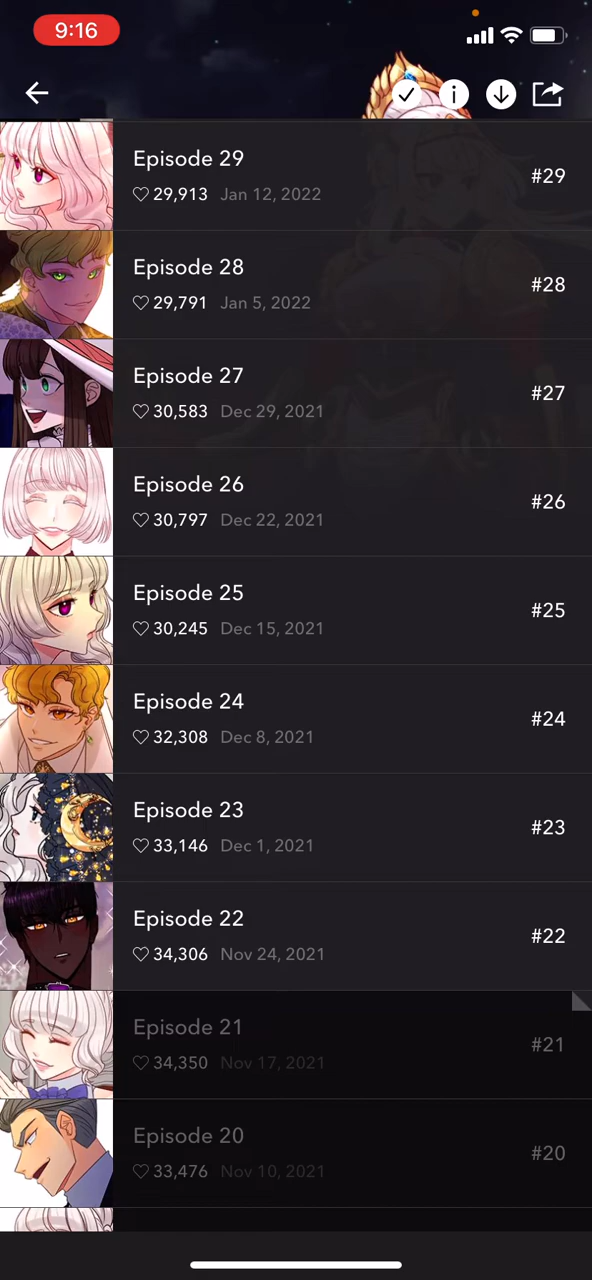 9:16
Episode 29
29,913 Jan 12, 2022
#29
Episode 28
29,791 Jan 5, 2022
#28
Episode 27
30,583 Dec 29, 2021
#27
Episode 26
30,797 Dec 22, 2021
#26
Episode 25
30,245 Dec 15, 2021
#25
Episode 24
32,308 Dec 8, 2021
#24
Episode 23
33,146 Dec 1, 2021
#23
Episode 22
34,306 Nov 24, 2021
#22
Episode 21
34,350 Nov 17, 2021
#21
Episode 20
33,476 Nov 10, 2021
#20